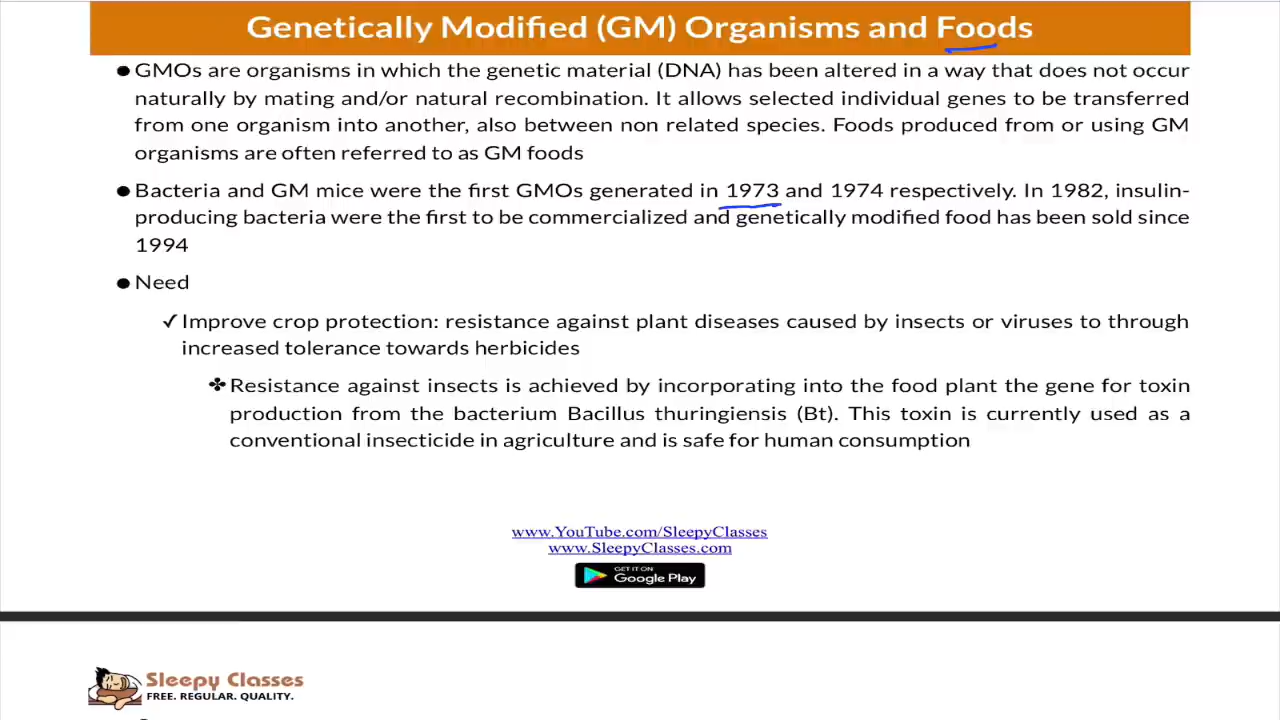 Genetically Modified (GM) Organisms and Foods
● GMOs are organisms in which the genetic material (DNA) has been altered in a way that does not occur
naturally by mating and/or natural recombination. It allows selected individual genes to be transferred
from one organism into another, also between non related species. Foods produced from or using GM
organisms are often referred to as GM foods
● Bacteria and GM mice were the first GMOs generated in 1973 and 1974 respectively. In 1982, insulin-
producing bacteria were the first to be commercialized and genetically modified food has been sold since
1994
● Need
✓ Improve crop protection: resistance against plant diseases caused by insects or viruses to through
increased tolerance towards herbicides
✤ Resistance against insects is achieved by incorporating into the food plant the gene for toxin
production from the bacterium Bacillus thuringiensis (Bt). This toxin is currently used as a
conventional insecticide in agriculture and is safe for human consumption
www.YouTube.com/SleepyClasses
www.SleepyClasses.com
GET IT ON
Google Play
Sleepy Classes
FREE. REGULAR. QUALITY.